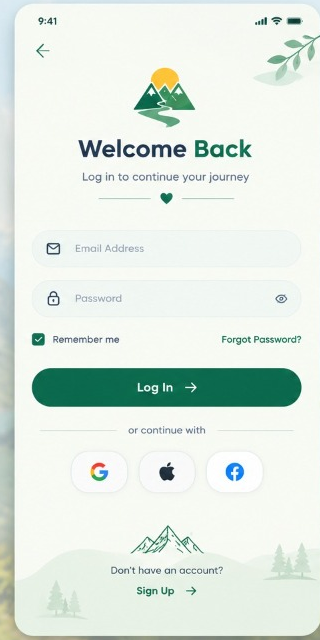 9:41
Welcome Back
Log in to continue your journey
Email Address
Password
Remember me
Forgot Password?
Log In
or continue with
Don't have an account?
Sign Up